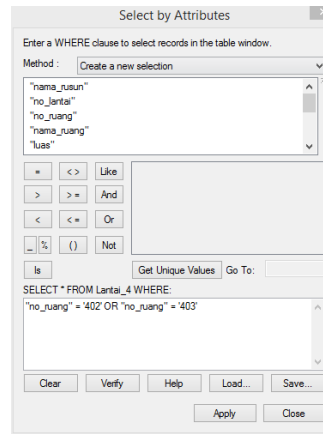 Select by Attributes
Enter a WHERE clause to select records in the table window.
Method : Create a new selection
"nama_rusun"
"no_lantai"
"no_ruang"
"nama_ruang"
"luas"
= <> Like
> >= And
< <= Or
_ % () Not
Is Get Unique Values Go To:
SELECT * FROM Lantai_4 WHERE:
"no_ruang" = '402' OR "no_ruang" = '403'
Clear Verify Help Load... Save...
Apply Close